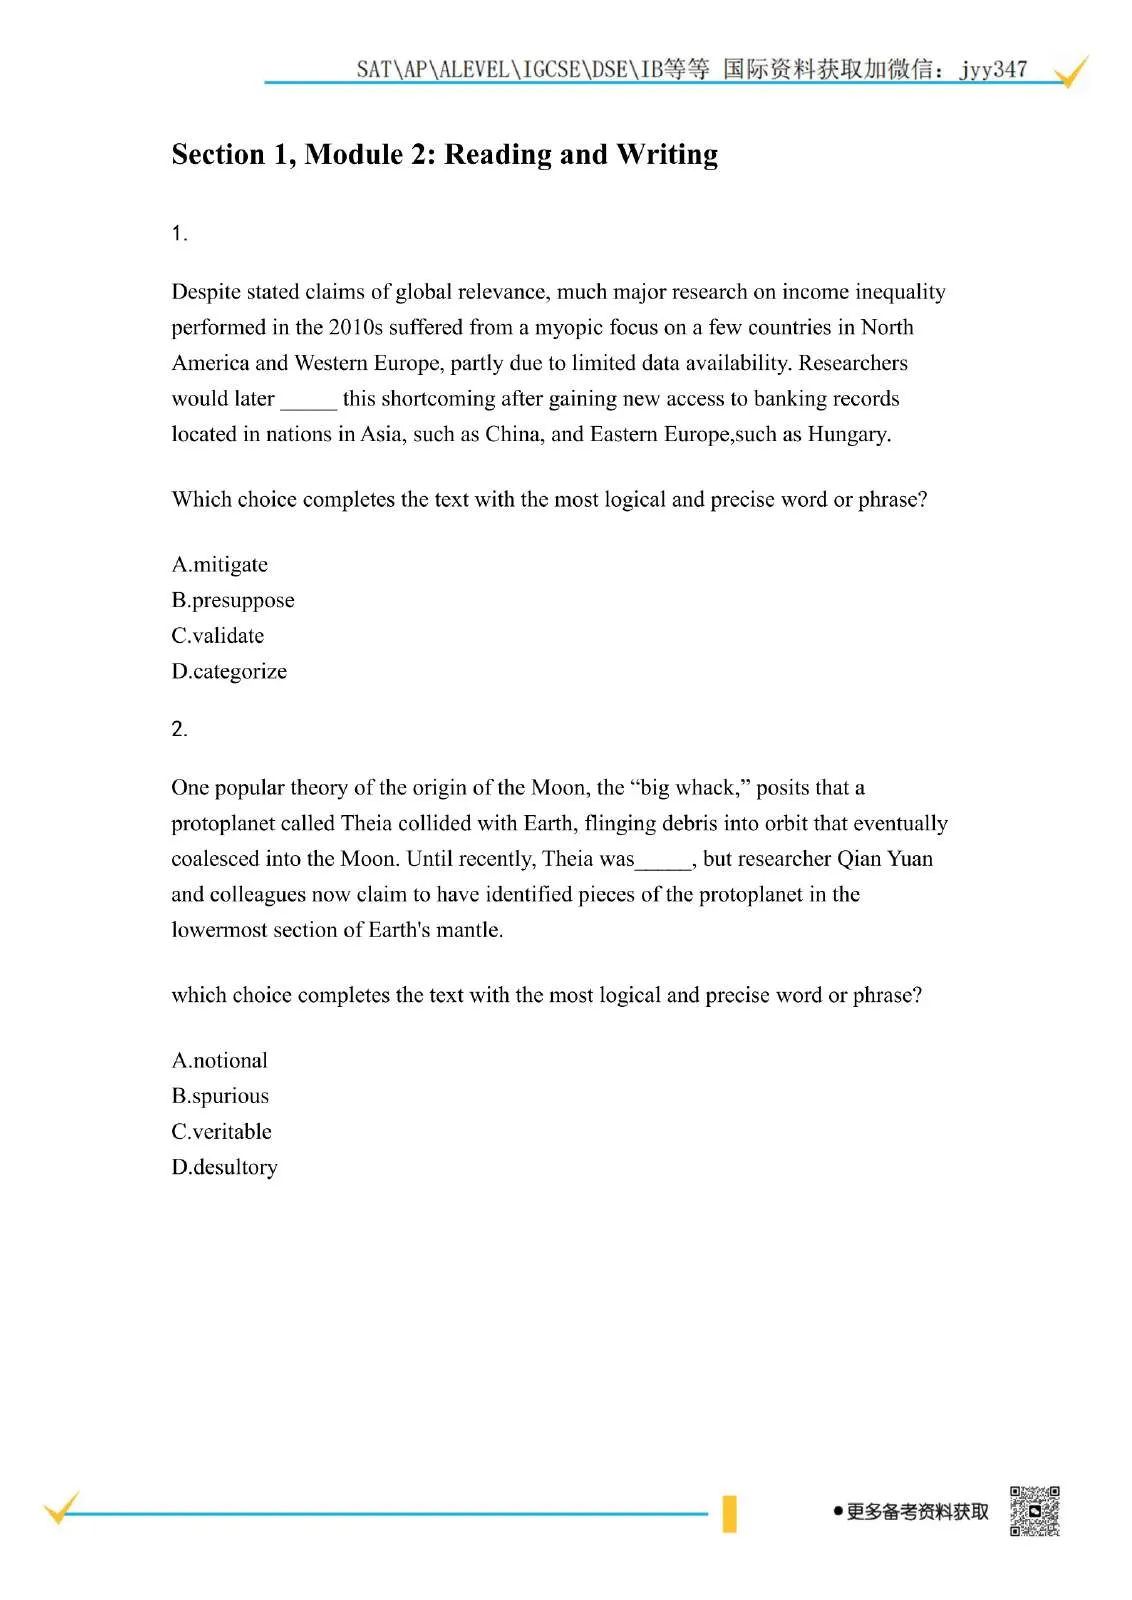 SAT\AP\ALEVEL\IGCSE\DSE\IB等等 国际资料获取加微信：jyy347
Section 1, Module 2: Reading and Writing
1.
Despite stated claims of global relevance, much major research on income inequality
performed in the 2010s suffered from a myopic focus on a few countries in North
America and Western Europe, partly due to limited data availability. Researchers
would later _____ this shortcoming after gaining new access to banking records
located in nations in Asia, such as China, and Eastern Europe,such as Hungary.
Which choice completes the text with the most logical and precise word or phrase?
A.mitigate
B.presuppose
C.validate
D.categorize
2.
One popular theory of the origin of the Moon, the “big whack,” posits that a
protoplanet called Theia collided with Earth, flinging debris into orbit that eventually
coalesced into the Moon. Until recently, Theia was_____, but researcher Qian Yuan
and colleagues now claim to have identified pieces of the protoplanet in the
lowermost section of Earth's mantle.
which choice completes the text with the most logical and precise word or phrase?
A.notional
B.spurious
C.veritable
D.desultory
●更多备考资料获取